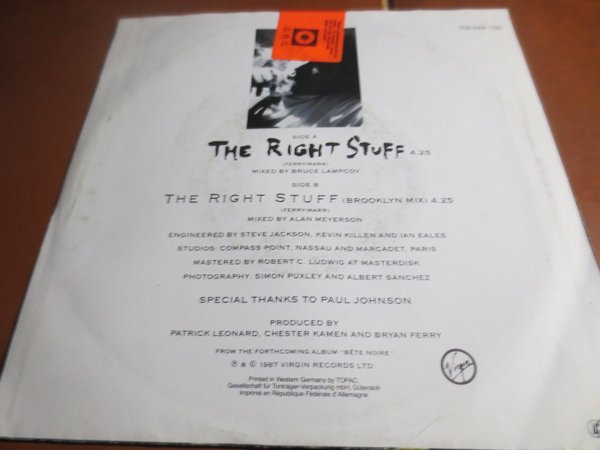 SIDE A
THE RIGHT STUFF 4.25
(FERRY/MARR)
MIXED BY BRUCE LAMPCOV
SIDE B
THE RIGHT STUFF (BROOKLYN MIX) 4.25
(FERRY/MARR)
MIXED BY ALAN MEYERSON
ENGINEERED BY STEVE JACKSON, KEVIN KILLEN AND IAN EALES
STUDIOS: COMPASS POINT, NASSAU AND MARCADET, PARIS
MASTERED BY ROBERT C. LUDWIG AT MASTERDISK
PHOTOGRAPHY: SIMON PUXLEY AND ALBERT SANCHEZ
SPECIAL THANKS TO PAUL JOHNSON
PRODUCED BY
PATRICK LEONARD, CHESTER KAMEN AND BRYAN FERRY
FROM THE FORTHCOMING ALBUM "BÊTE NOIRE"
℗ & © 1987 VIRGIN RECORDS LTD.
Virgin
Printed in Western Germany by TOPAC
Gesellschaft für Tonträger-Verpackung mbH, Gütersloh
Imprimé en République Fédérale d'Allemagne